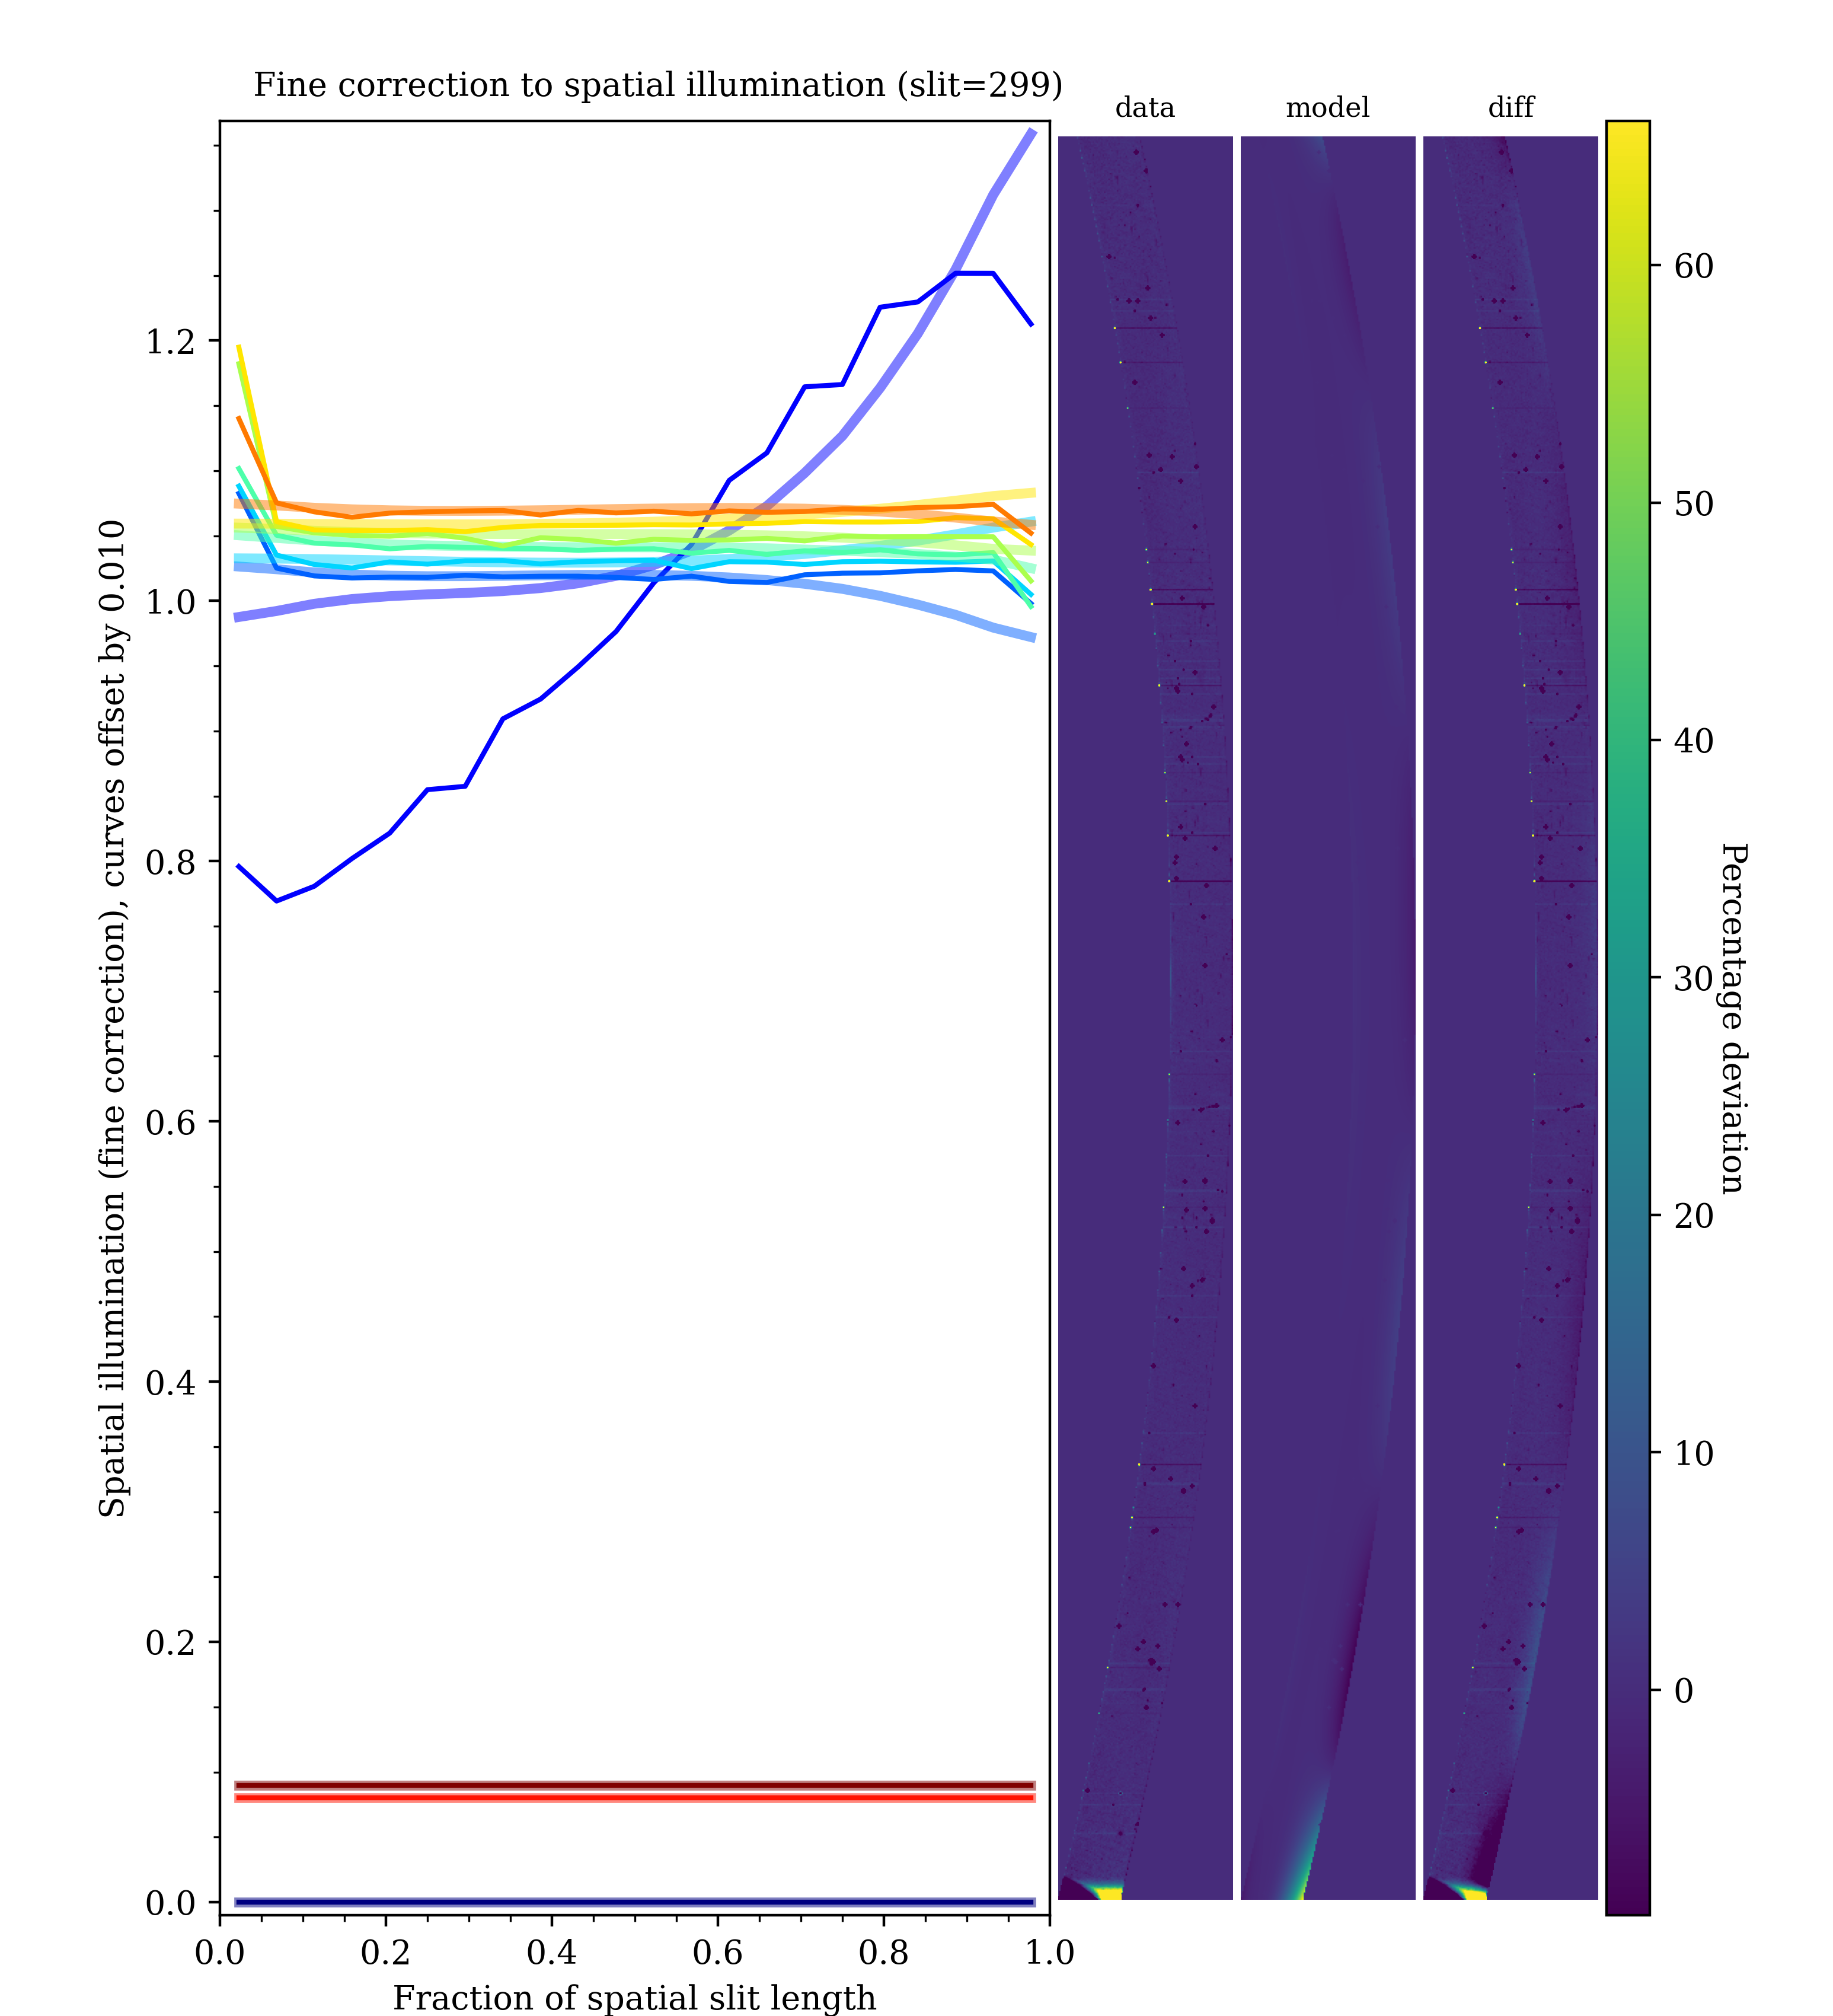 Fine correction to spatial illumination (slit=299)
data
model
diff
Spatial illumination (fine correction), curves offset by 0.010
1.2
1.0
0.8
0.6
0.4
0.2
0.0
0.0 0.2 0.4 0.6 0.8 1.0
Fraction of spatial slit length
60
50
40
30
20
10
0
Percentage deviation